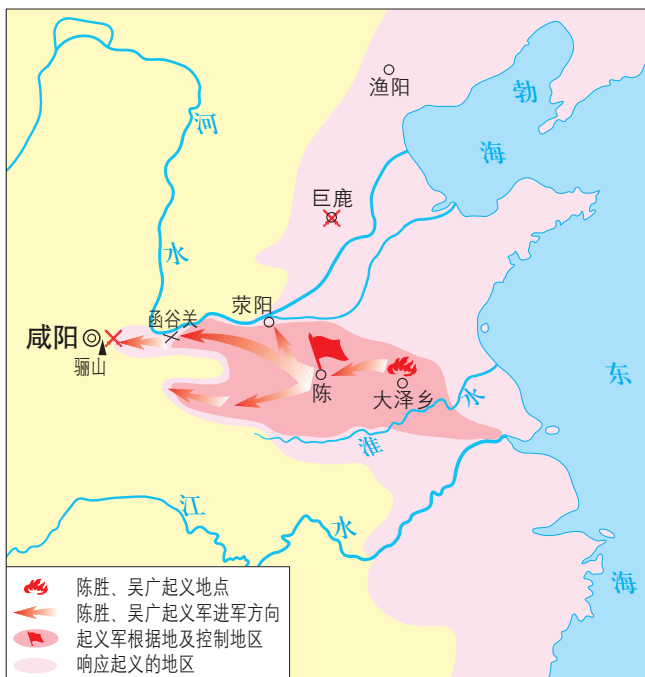 渤
海
渔阳
河
水
巨鹿
荥阳
函谷关
咸阳
骊山
陈
大泽乡
水
淮
东
海
江
水
陈胜、吴广起义地点
陈胜、吴广起义军进军方向
起义军根据地及控制地区
响应起义的地区